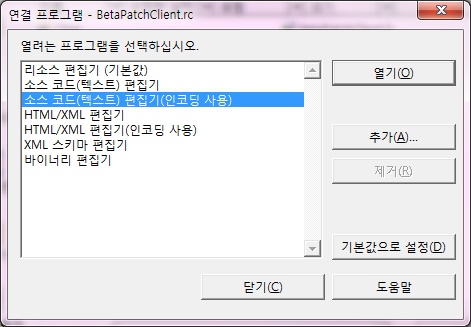 연결 프로그램 - BetaPatchClient.rc
열려는 프로그램을 선택하십시오.
리소스 편집기 (기본값)
소스 코드(텍스트) 편집기
소스 코드(텍스트) 편집기(인코딩 사용)
HTML/XML 편집기
HTML/XML 편집기(인코딩 사용)
XML 스키마 편집기
바이너리 편집기
열기(O)
추가(A)...
제거(R)
기본값으로 설정(D)
닫기(C)
도움말